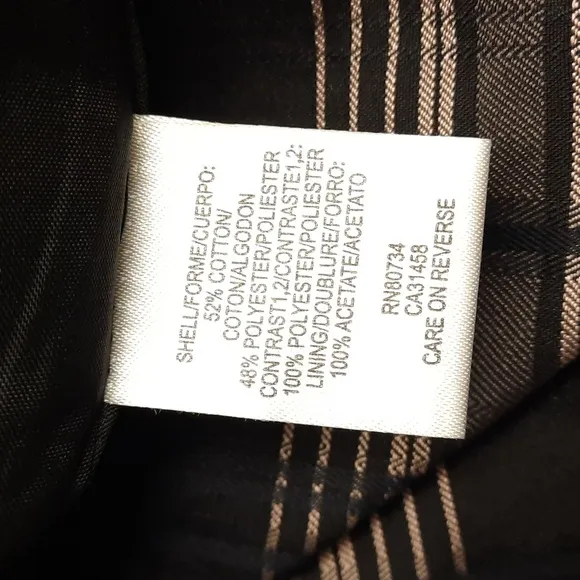 SHELL/FORME/CUERPO:
52% COTTON/
COTON/ALGODON
48% POLYESTER/POLIESTER
CONTRAST1,2/CONTRASTE1,2:
100% POLYESTER/POLIESTER
LINING/DOUBLURE/FORRO:
100% ACETATE/ACETATO
RN80734
CA31458
CARE ON REVERSE